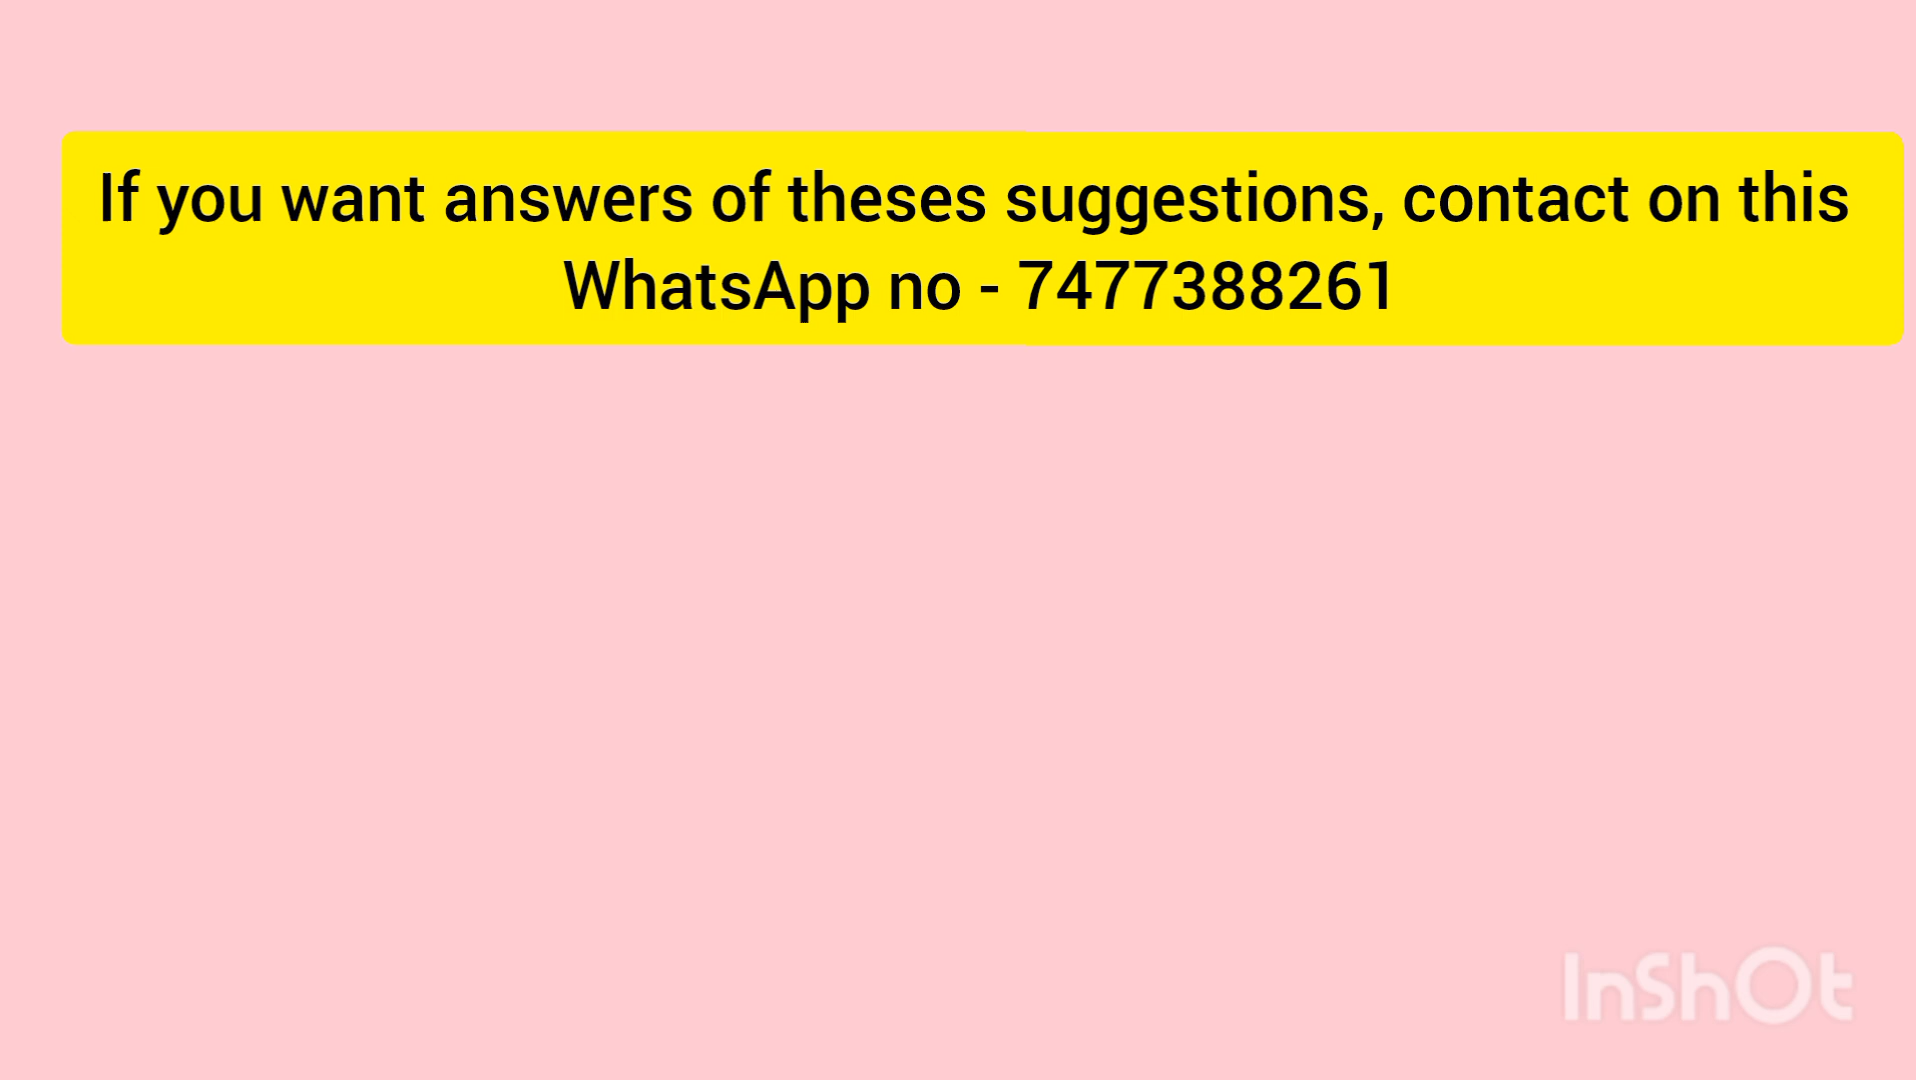 If you want answers of theses suggestions, contact on this
WhatsApp no - 7477388261
InShOt